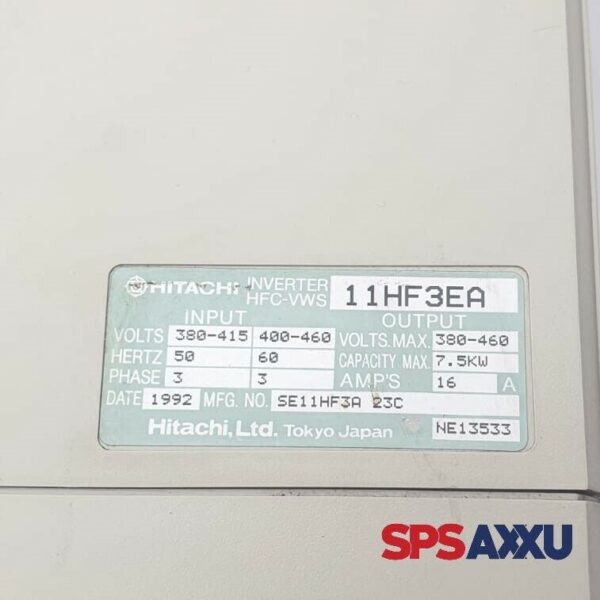 HITACHI INVERTER HFC-VWS 11HF3EA
INPUT OUTPUT
VOLTS 380-415 400-460 VOLTS.MAX. 380-460
HERTZ 50 60 CAPACITY MAX. 7.5KW
PHASE 3 3 AMP'S 16 A
DATE 1992 MFG. NO. SE11HF3A 23C
Hitachi, Ltd. Tokyo Japan NE13533
SPSAXXU